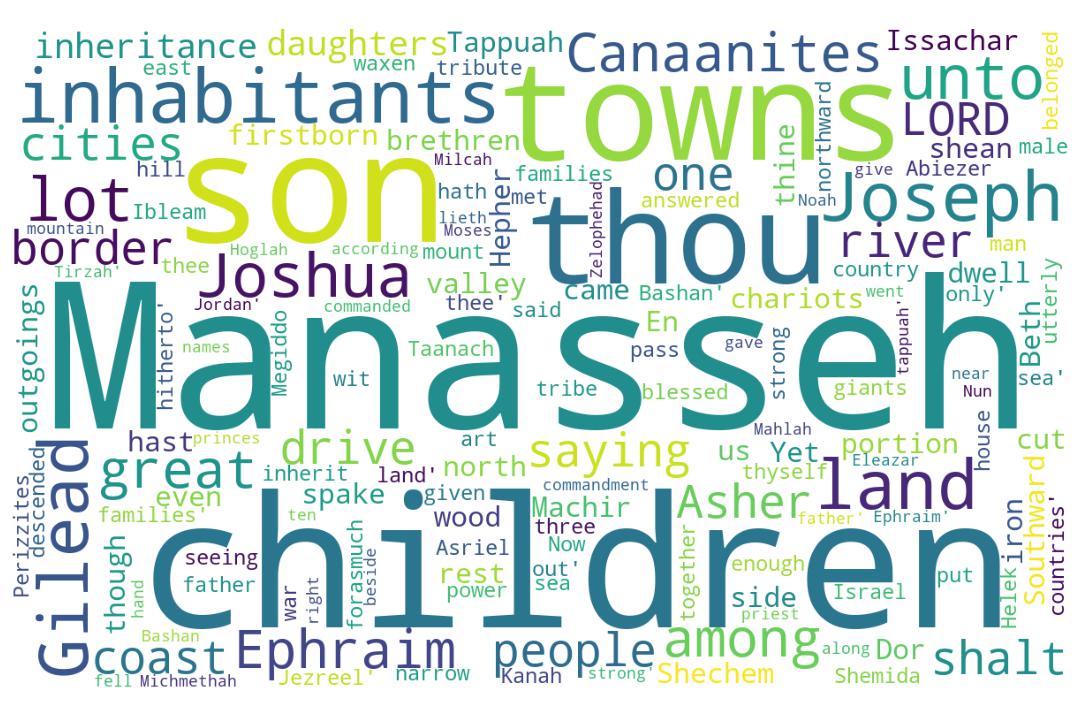 inheritance daughters Tappuah Canaanites Issachar belonged
east waxen tribute
inhabitants towns unto
cities firstborn brethren thine northward LORD male
hill Milcah families one give Abiezer shean
lot Ibleam son hath Hepher met answered Noah Joseph
mountain lieth Moses Zelophehad thou
border Hoglah according mount river man
Tirzah' thee Joshua valley came Bashan' chariots country went dwell
outgoings hitherto' Jordan' commanded thee' said only' Beth utterly
names Megiddo Taanach En pass gave strong tappuah' near sea'
Manasseh
wit tribe blessed giants Nun
hast princes art Mahlah house cut
Gilead drive saying us Yet portion
great inherit land' north thyself Eleazar land
Perizzites descended even spake given commandment Machir Asher iron Southward countries'
families' ten wood three father' Ephraim'
though seeing forasmuch beside Asriel Now together enough
children
hand father war right rest power out' sea side Israel put Helek
priest
Bashan Ephraim people among along Dor shalt
coast
fell Michmethah Jezreel' narrow Kanah strong' Shechem Shemida